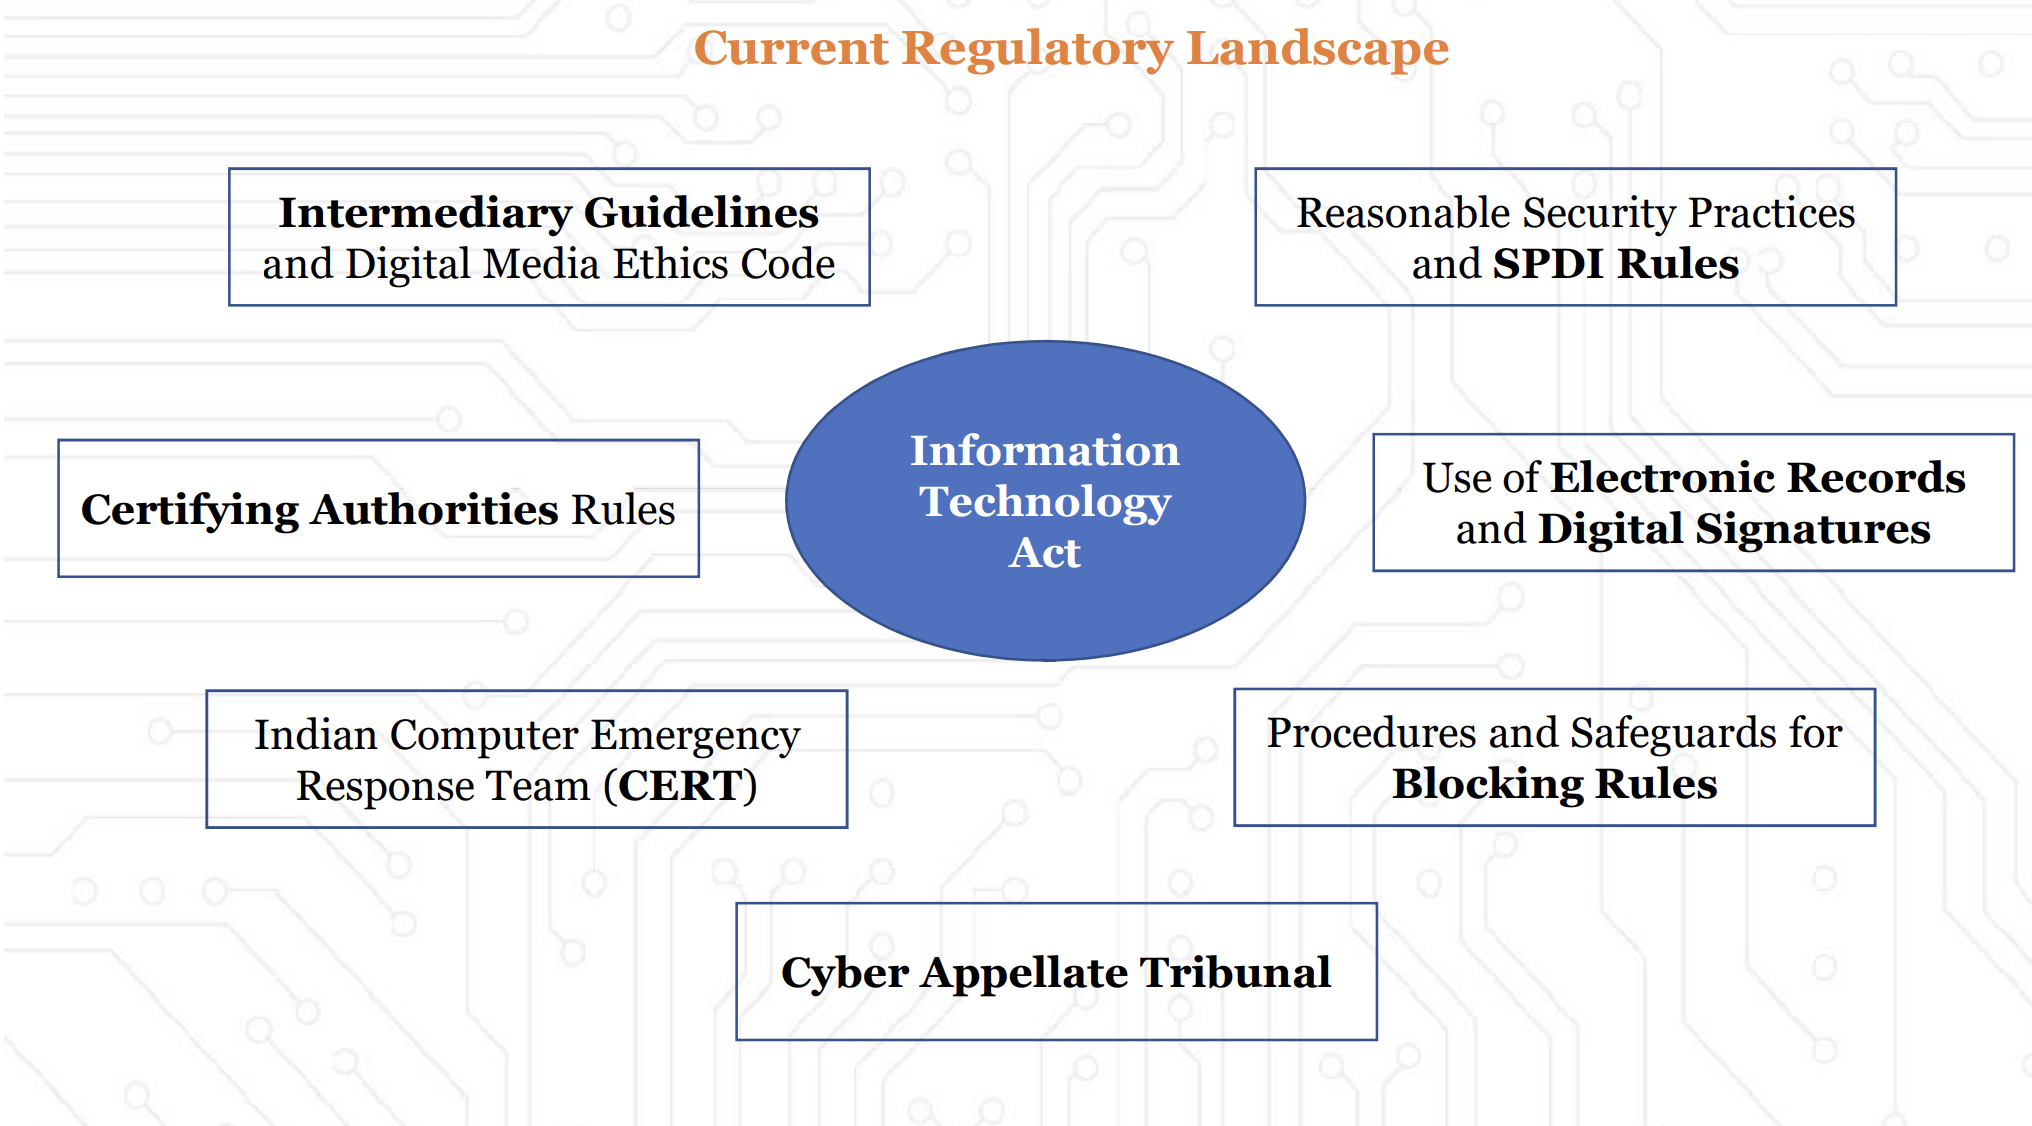 Current Regulatory Landscape
Intermediary Guidelines
and Digital Media Ethics Code
Reasonable Security Practices
and SPDI Rules
Certifying Authorities Rules
Information
Technology
Act
Use of Electronic Records
and Digital Signatures
Indian Computer Emergency
Response Team (CERT)
Procedures and Safeguards for
Blocking Rules
Cyber Appellate Tribunal